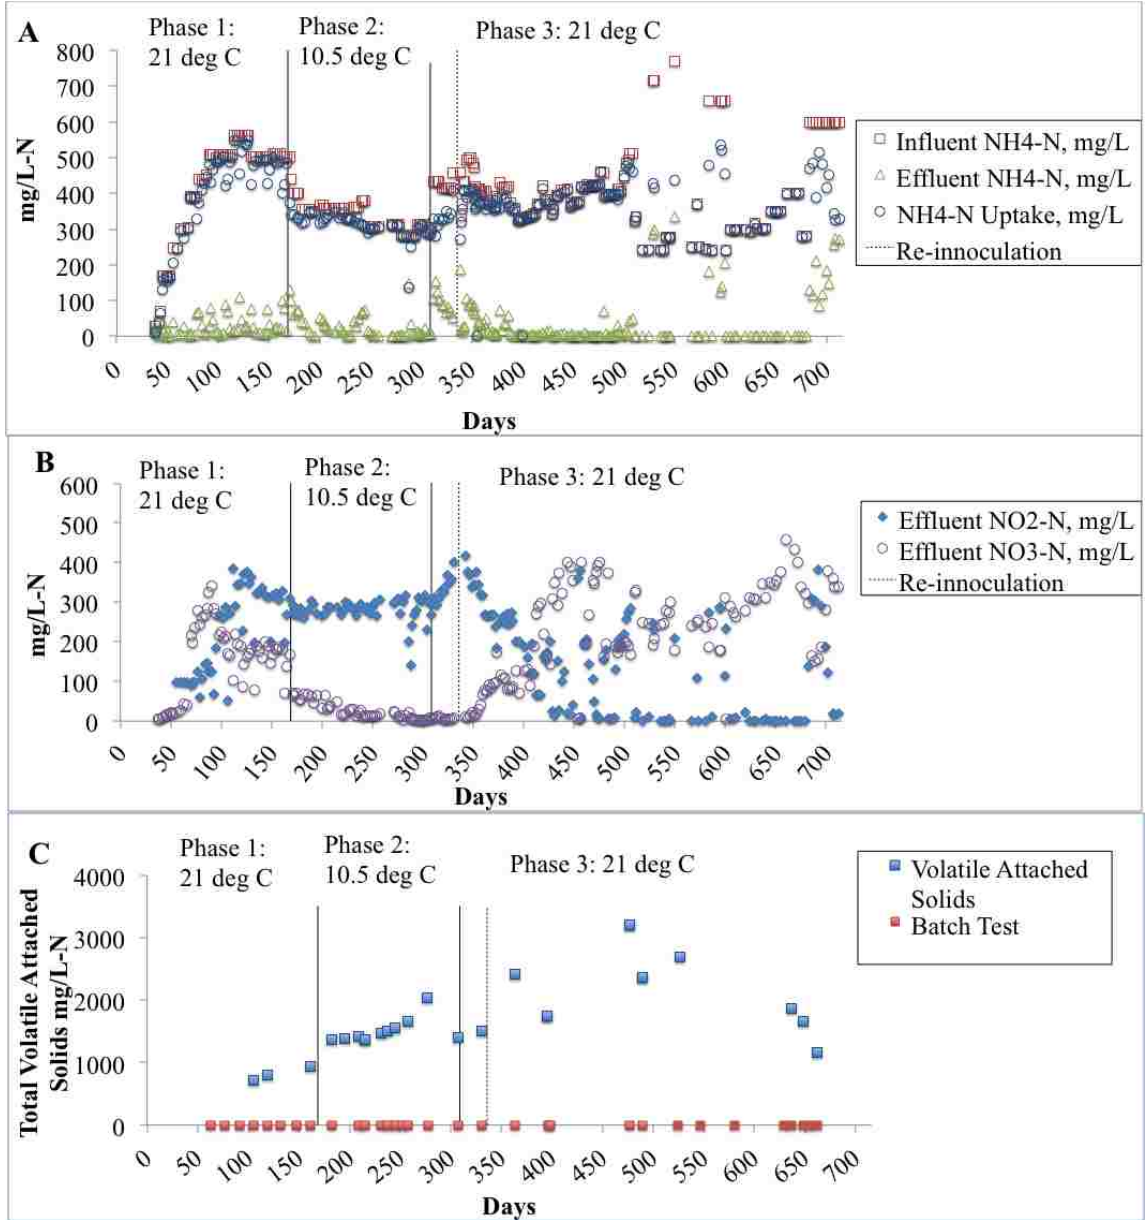 A
Phase 1:
21 deg C
Phase 2:
10.5 deg C
Phase 3: 21 deg C
800
700
600
500
400
300
200
100
0
mg/L-N
0
50
100
150
200
250
300
350
400
450
500
550
600
650
700
Days
Influent NH4-N, mg/L
Effluent NH4-N, mg/L
NH4-N Uptake, mg/L
Re-innoculation
B
Phase 1:
21 deg C
Phase 2:
10.5 deg C
Phase 3: 21 deg C
600
500
400
300
200
100
0
mg/L-N
0
50
100
150
200
250
300
350
400
450
500
550
600
650
700
Days
Effluent NO2-N, mg/L
Effluent NO3-N, mg/L
Re-innoculation
C
Phase 1:
21 deg C
Phase 2:
10.5 deg C
Phase 3: 21 deg C
4000
3000
2000
1000
0
Total Volatile Attached
Solids mg/L-N
0
50
100
150
200
250
300
350
400
450
500
550
600
650
700
Days
Volatile Attached
Solids
Batch Test